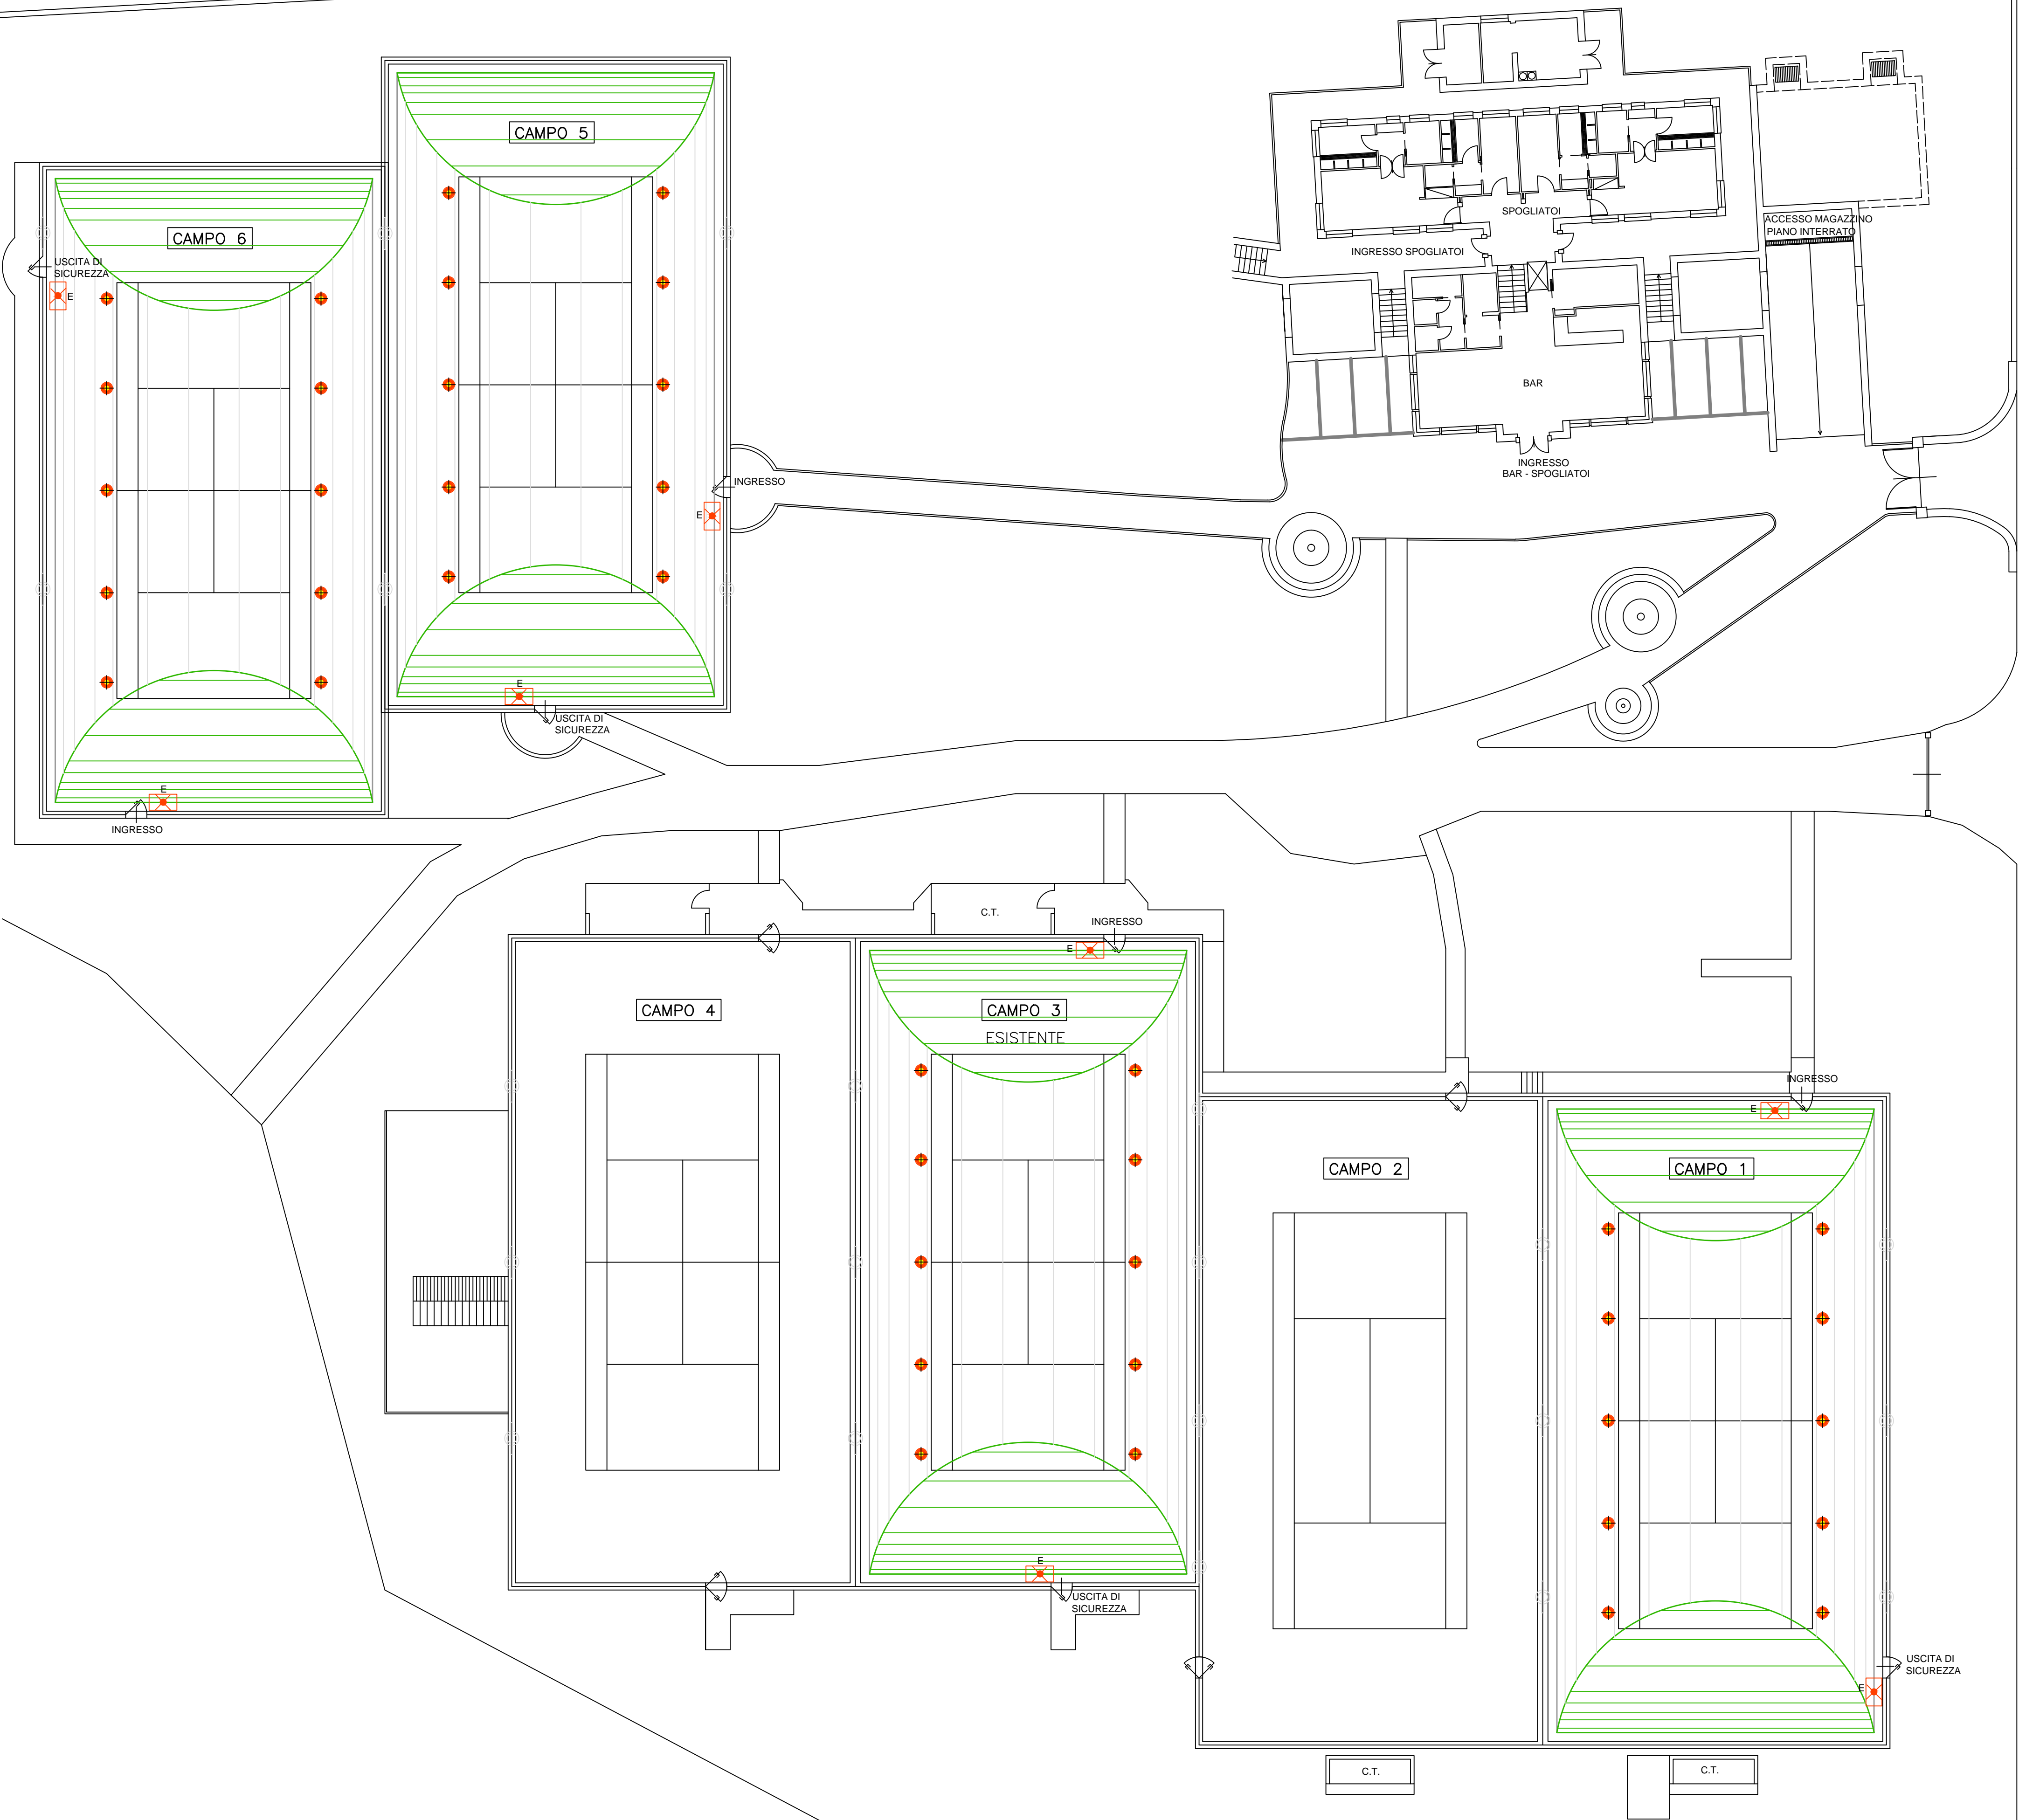 CAMPO 5
CAMPO 6
USCITA DI
SICUREZZA
E
SPOGLIATOI
INGRESSO SPOGLIATOI
ACCESSO MAGAZZINO
PIANO INTERRATO
BAR
INGRESSO
BAR - SPOGLIATOI
INGRESSO
E
E
USCITA DI
SICUREZZA
E
INGRESSO
C.T.
INGRESSO
E
CAMPO 4
CAMPO 3
ESISTENTE
INGRESSO
E
CAMPO 2
CAMPO 1
E
USCITA DI
SICUREZZA
USCITA DI
SICUREZZA
E
C.T.
C.T.